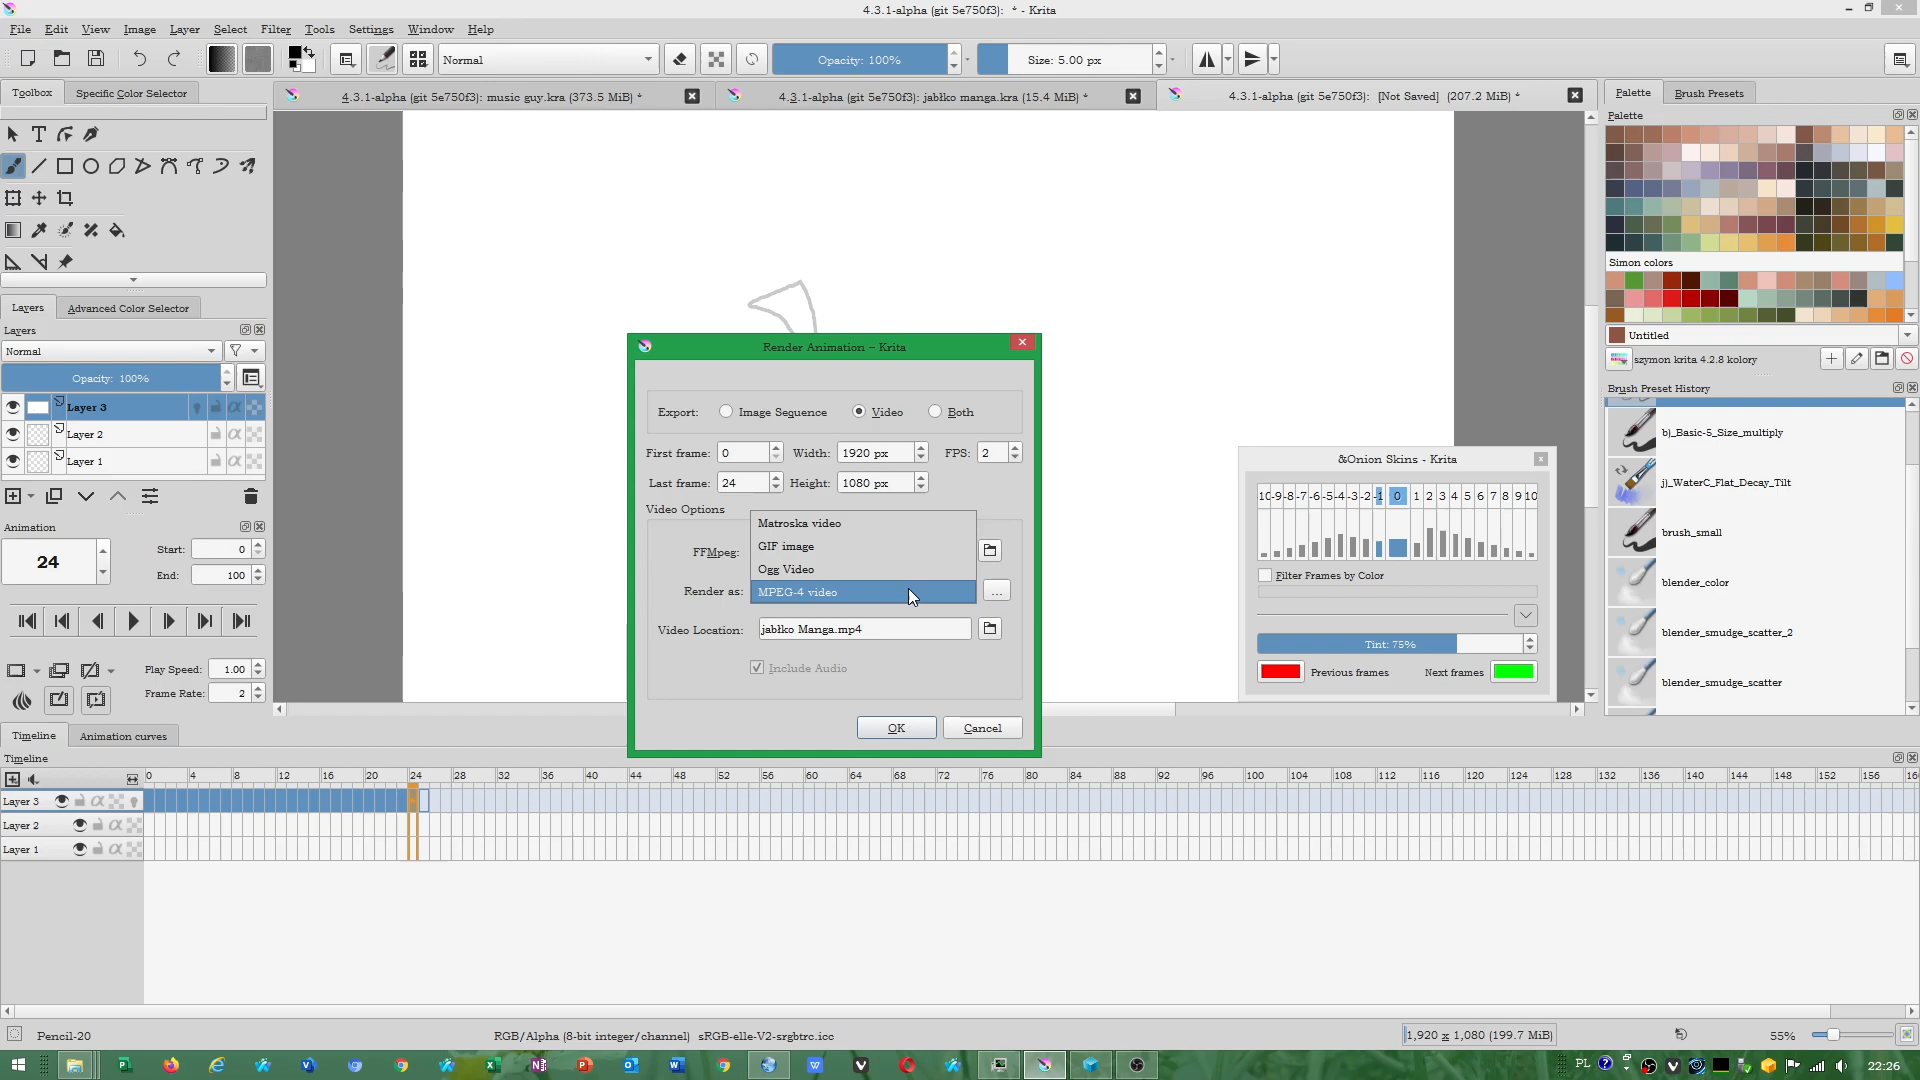 4.3.1-alpha (git 5e750f3): * - Krita
File Edit View Image Layer Select Filter Tools Settings Window Help
Normal Opacity: 100% Size: 5.00 px
Toolbox Specific Color Selector
4.3.1-alpha (git 5e750f3): music guy.kra (373.5 MiB) *
4.3.1-alpha (git 5e750f3): jabłko manga.kra (15.4 MiB) *
4.3.1-alpha (git 5e750f3): [Not Saved] (207.2 MiB) *
Palette Brush Presets
Palette
Simon colors
Untitled
szymon krita 4.2.8 kolory
Brush Preset History
b)_Basic-5_Size_multiply
j)_WaterC_Flat_Decay_Tilt
brush_small
blender_color
blender_smudge_scatter_2
blender_smudge_scatter
Layers Advanced Color Selector
Layers
Normal
Opacity: 100%
Layer 3
Layer 2
Layer 1
Animation
24
Start: 0
End: 100
Play Speed: 1.00
Frame Rate: 2
Render Animation – Krita
Export: Image Sequence Video Both
First frame: 0 Width: 1920 px FPS: 2
Last frame: 24 Height: 1080 px
Video Options
FFMpeg:
Matroska video
GIF image
Ogg Video
Render as: MPEG-4 video ...
Video Location: jabłko Manga.mp4
Include Audio
OK Cancel
&Onion Skins - Krita
10 -9 -8 -7 -6 -5 -4 -3 -2 -1 0 1 2 3 4 5 6 7 8 9 10
Filter Frames by Color
Tint: 75%
Previous frames Next frames
Timeline Animation curves
Timeline
0 4 8 12 16 20 24 28 32 36 40 44 48 52 56 60 64 68 72 76 80 84 88 92 96 100 104 108 112 116 120 124 128 132 136 140 144 148 152 156 16
Layer 3
Layer 2
Layer 1
Pencil-20 RGB/Alpha (8-bit integer/channel) sRGB-elle-V2-srgbtrc.icc 1,920 x 1,080 (199.7 MiB) 55%
PL 22:26